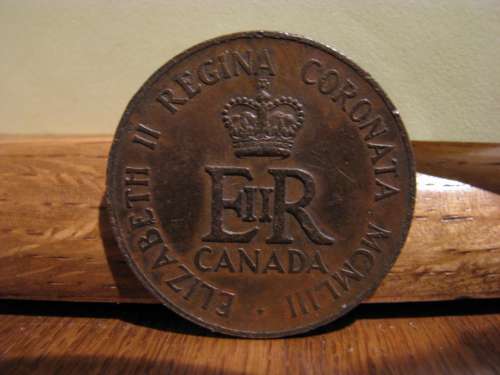 ELIZABETH II REGINA CORONATA . MCMLIII .
EIIR
CANADA